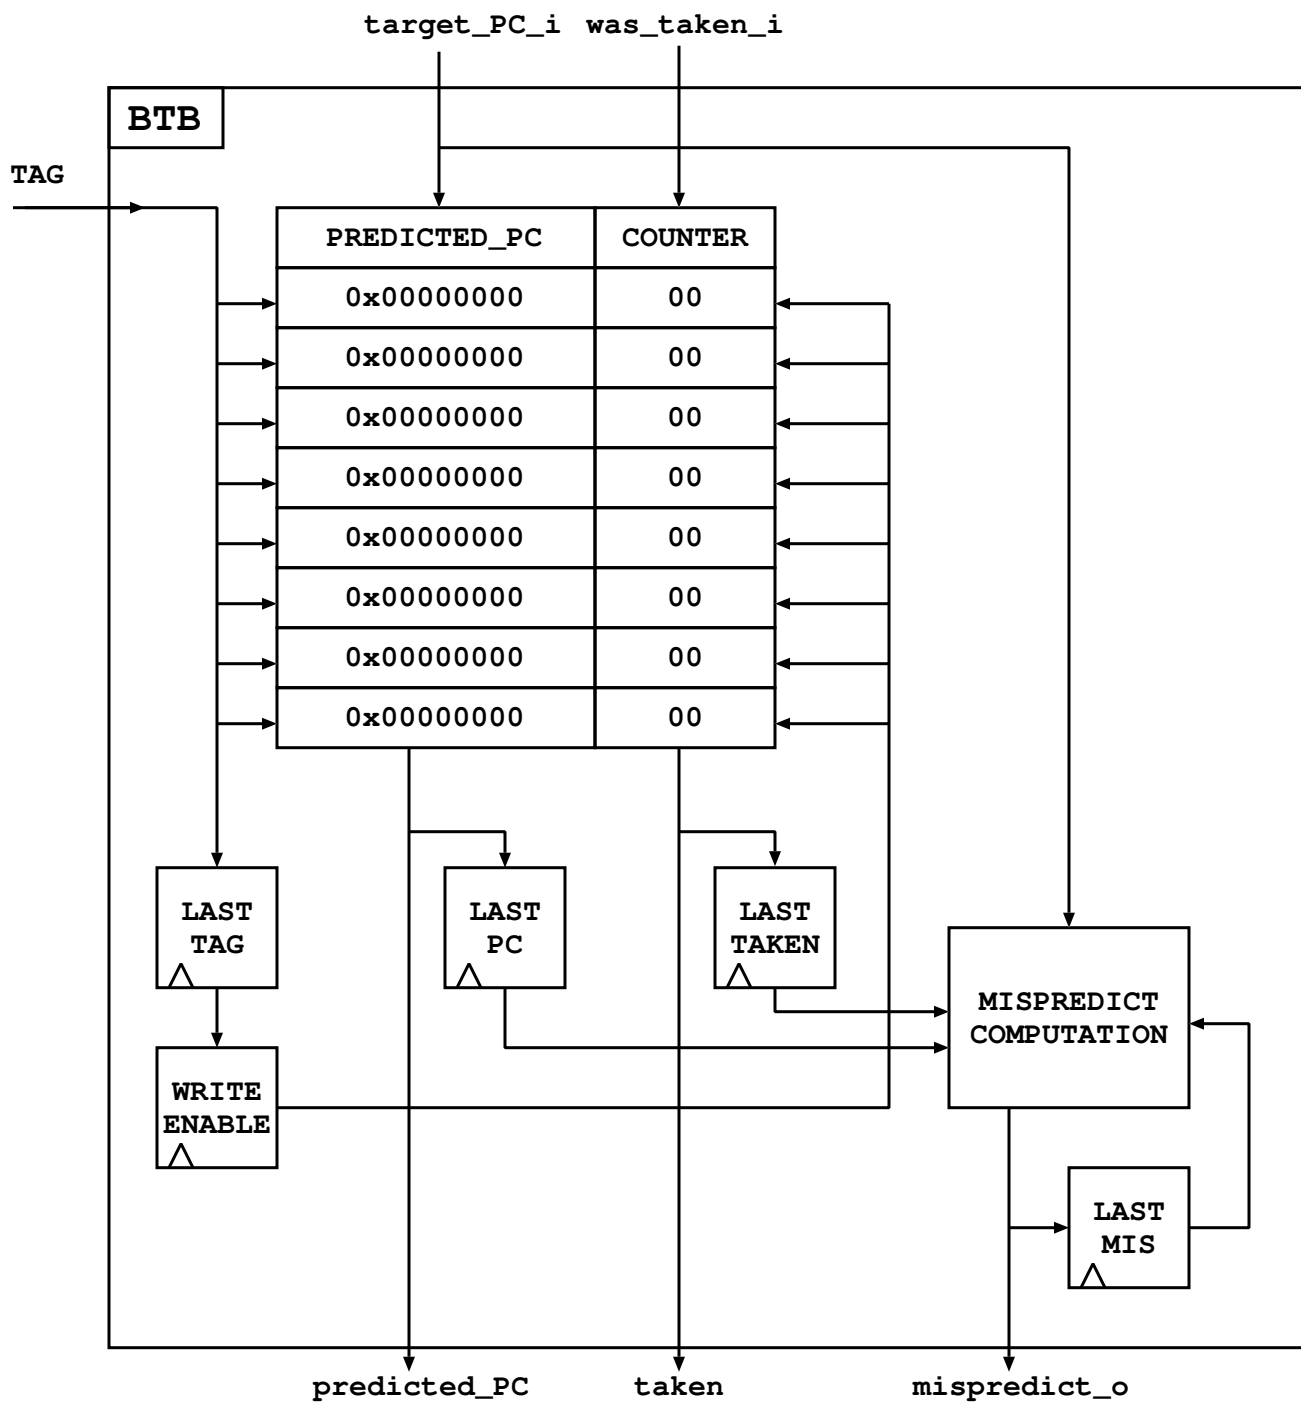 target_PC_i was_taken_i
BTB
TAG
PREDICTED_PC COUNTER
0x00000000 00
0x00000000 00
0x00000000 00
0x00000000 00
0x00000000 00
0x00000000 00
0x00000000 00
0x00000000 00
LAST
TAG
LAST
PC
LAST
TAKEN
MISPREDICT
COMPUTATION
WRITE
ENABLE
LAST
MIS
predicted_PC taken mispredict_o